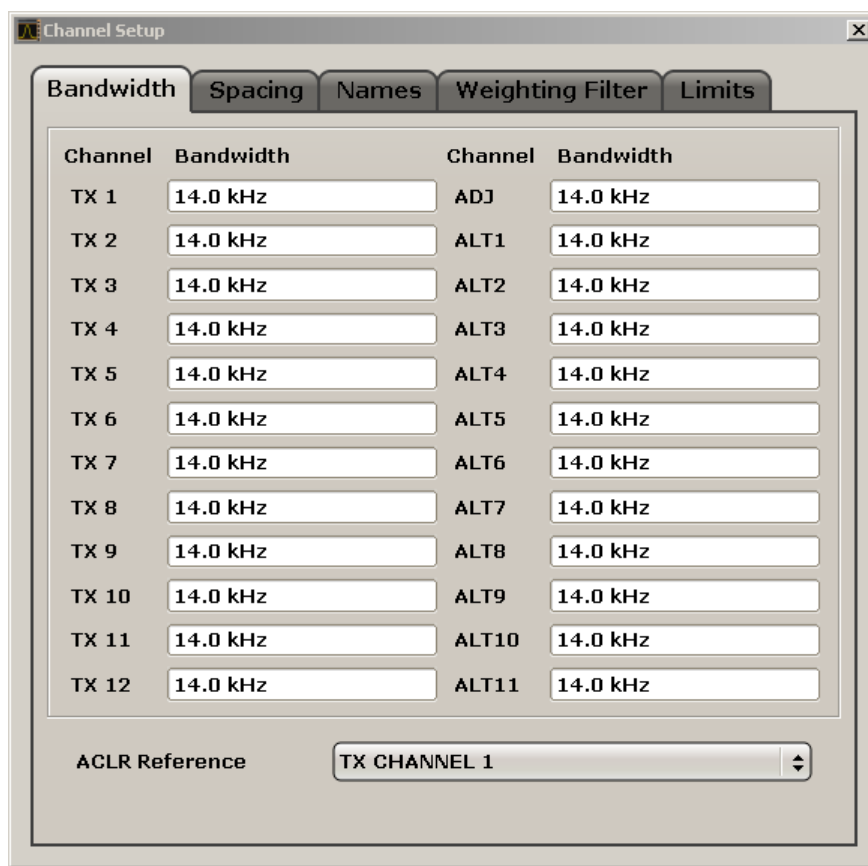 Channel Setup
Bandwidth Spacing Names Weighting Filter Limits
Channel Bandwidth Channel Bandwidth
TX 1 14.0 kHz ADJ 14.0 kHz
TX 2 14.0 kHz ALT1 14.0 kHz
TX 3 14.0 kHz ALT2 14.0 kHz
TX 4 14.0 kHz ALT3 14.0 kHz
TX 5 14.0 kHz ALT4 14.0 kHz
TX 6 14.0 kHz ALT5 14.0 kHz
TX 7 14.0 kHz ALT6 14.0 kHz
TX 8 14.0 kHz ALT7 14.0 kHz
TX 9 14.0 kHz ALT8 14.0 kHz
TX 10 14.0 kHz ALT9 14.0 kHz
TX 11 14.0 kHz ALT10 14.0 kHz
TX 12 14.0 kHz ALT11 14.0 kHz
ACLR Reference TX CHANNEL 1